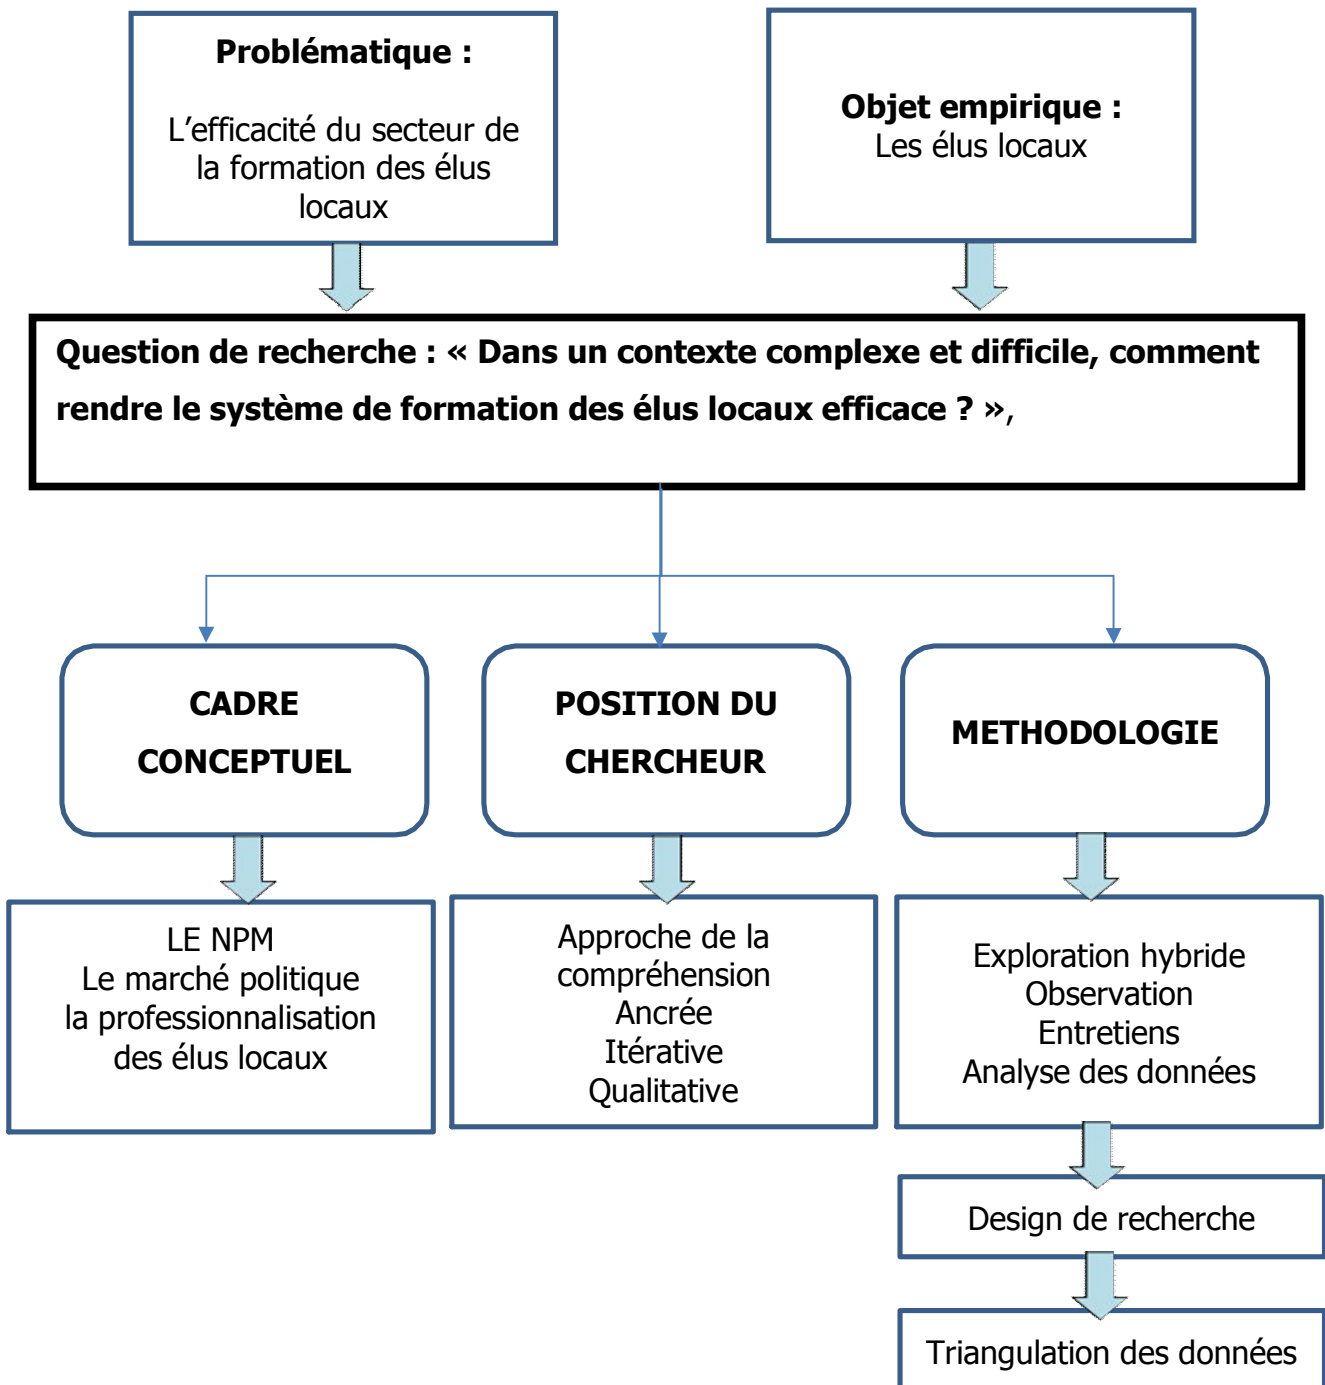 Problématique :
L’efficacité du secteur de
la formation des élus
locaux
Objet empirique :
Les élus locaux
Question de recherche : « Dans un contexte complexe et difficile, comment
rendre le système de formation des élus locaux efficace ? »,
CADRE
CONCEPTUEL
POSITION DU
CHERCHEUR
METHODOLOGIE
LE NPM
Le marché politique
la professionnalisation
des élus locaux
Approche de la
compréhension
Ancrée
Itérative
Qualitative
Exploration hybride
Observation
Entretiens
Analyse des données
Design de recherche
Triangulation des données